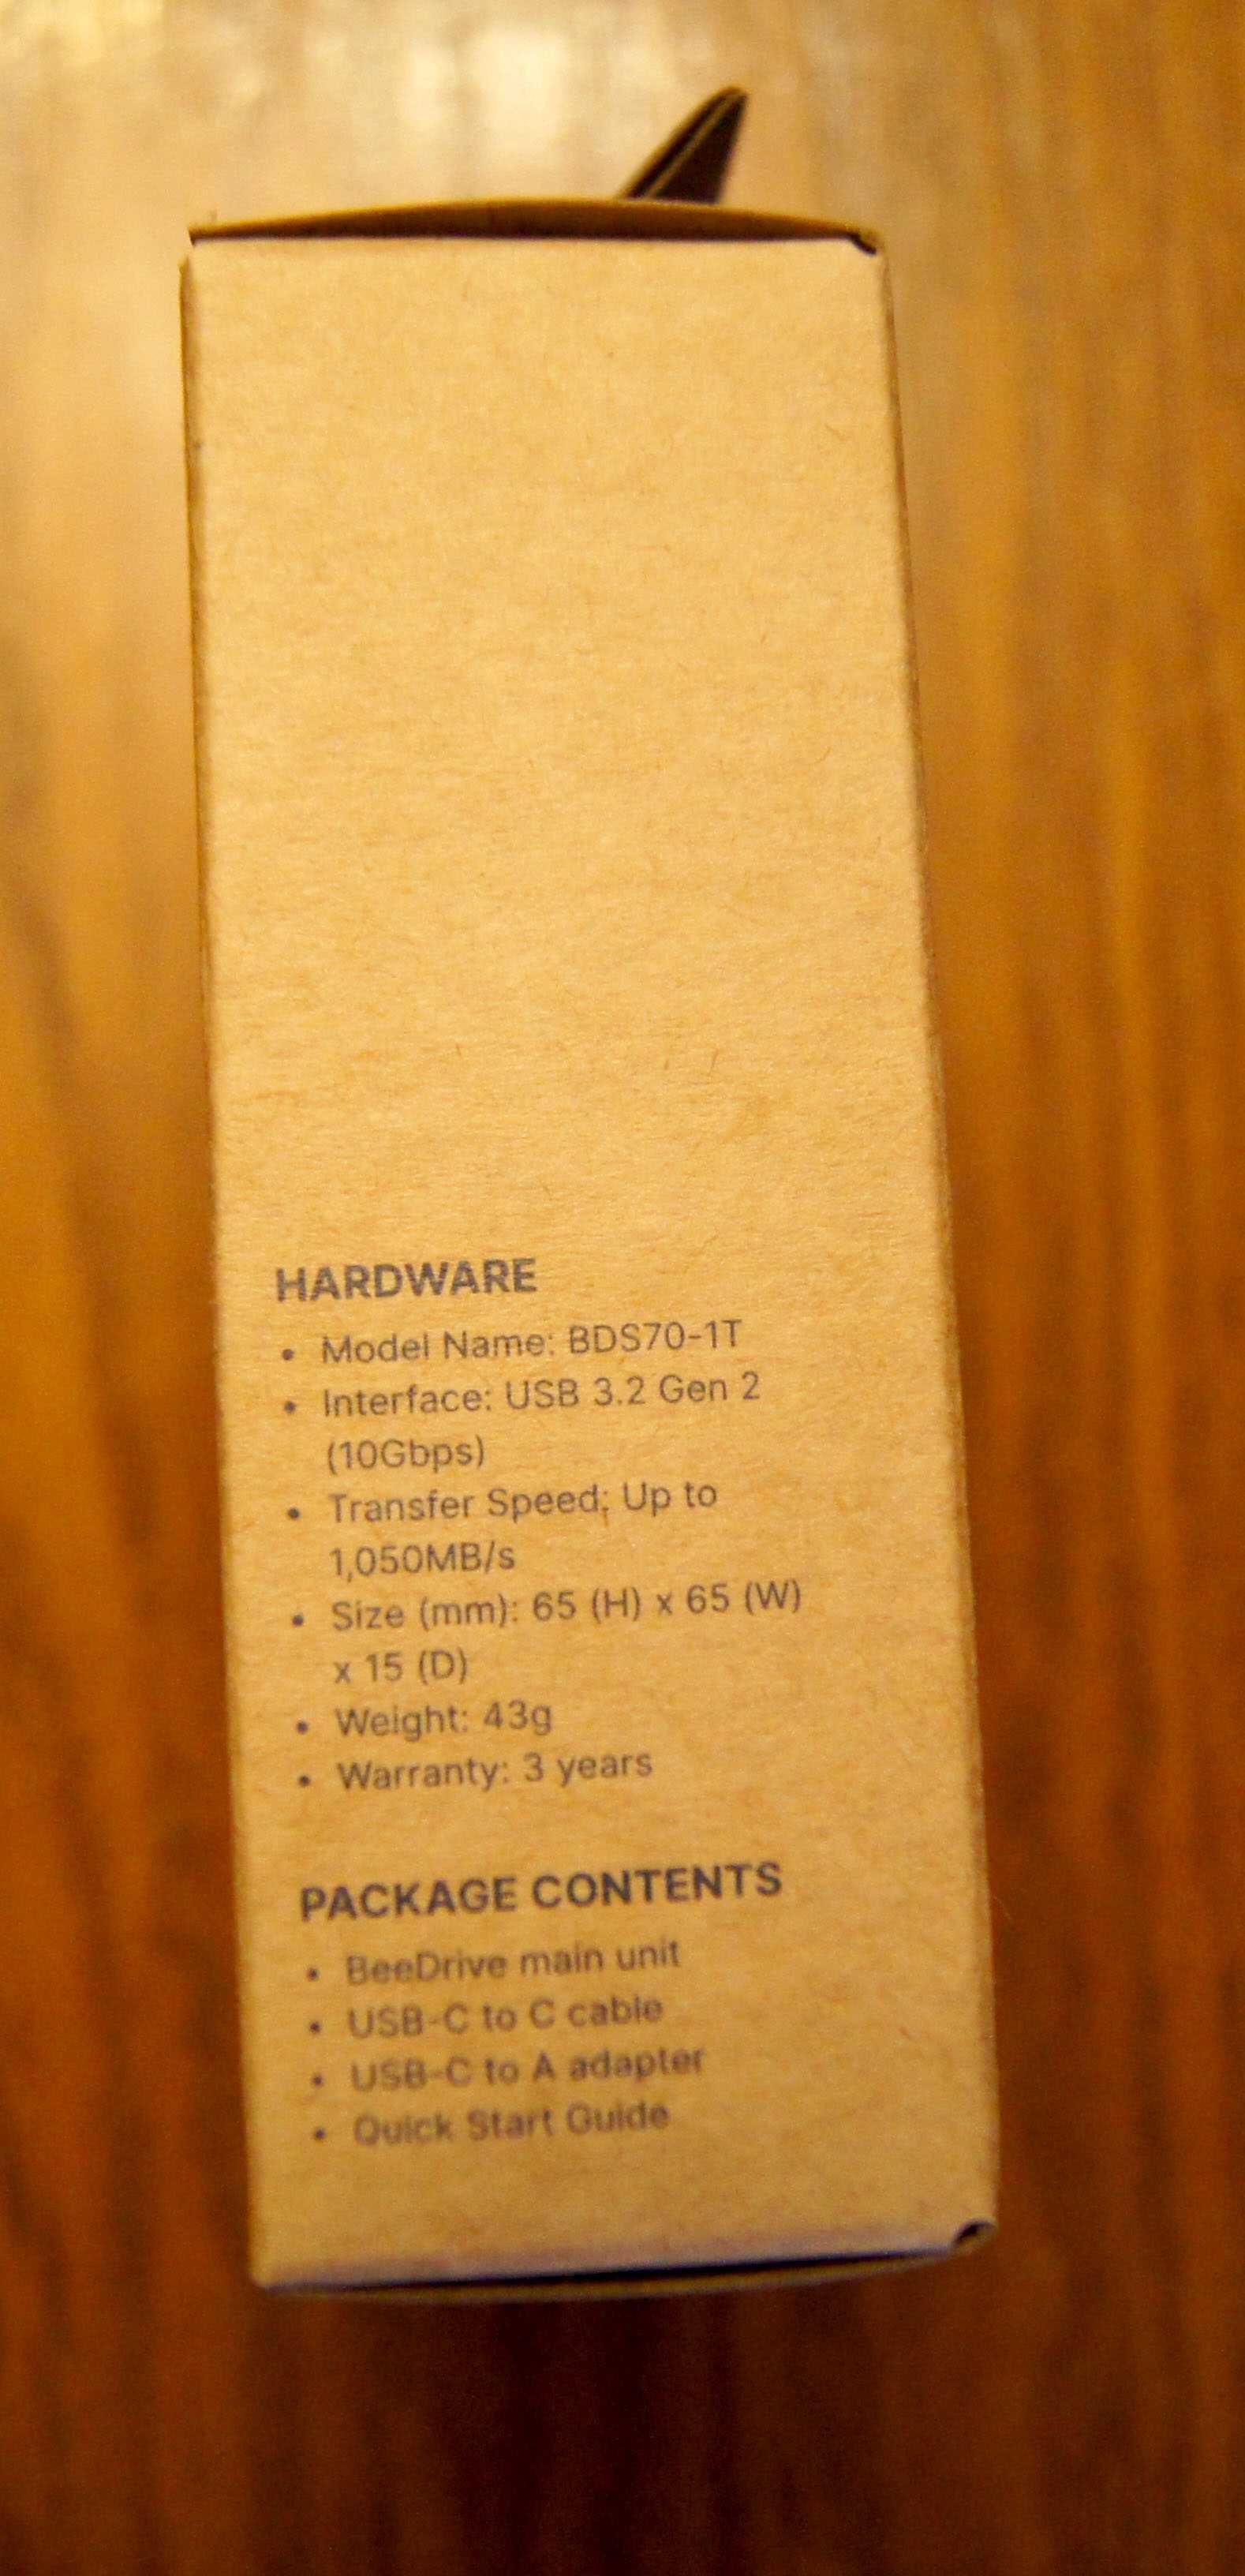 HARDWARE
• Model Name: BDS70-1T
• Interface: USB 3.2 Gen 2
(10Gbps)
• Transfer Speed: Up to
1,050MB/s
• Size (mm): 65 (H) x 65 (W)
x 15 (D)
• Weight: 43g
• Warranty: 3 years
PACKAGE CONTENTS
• BeeDrive main unit
• USB-C to C cable
• USB-C to A adapter
• Quick Start Guide